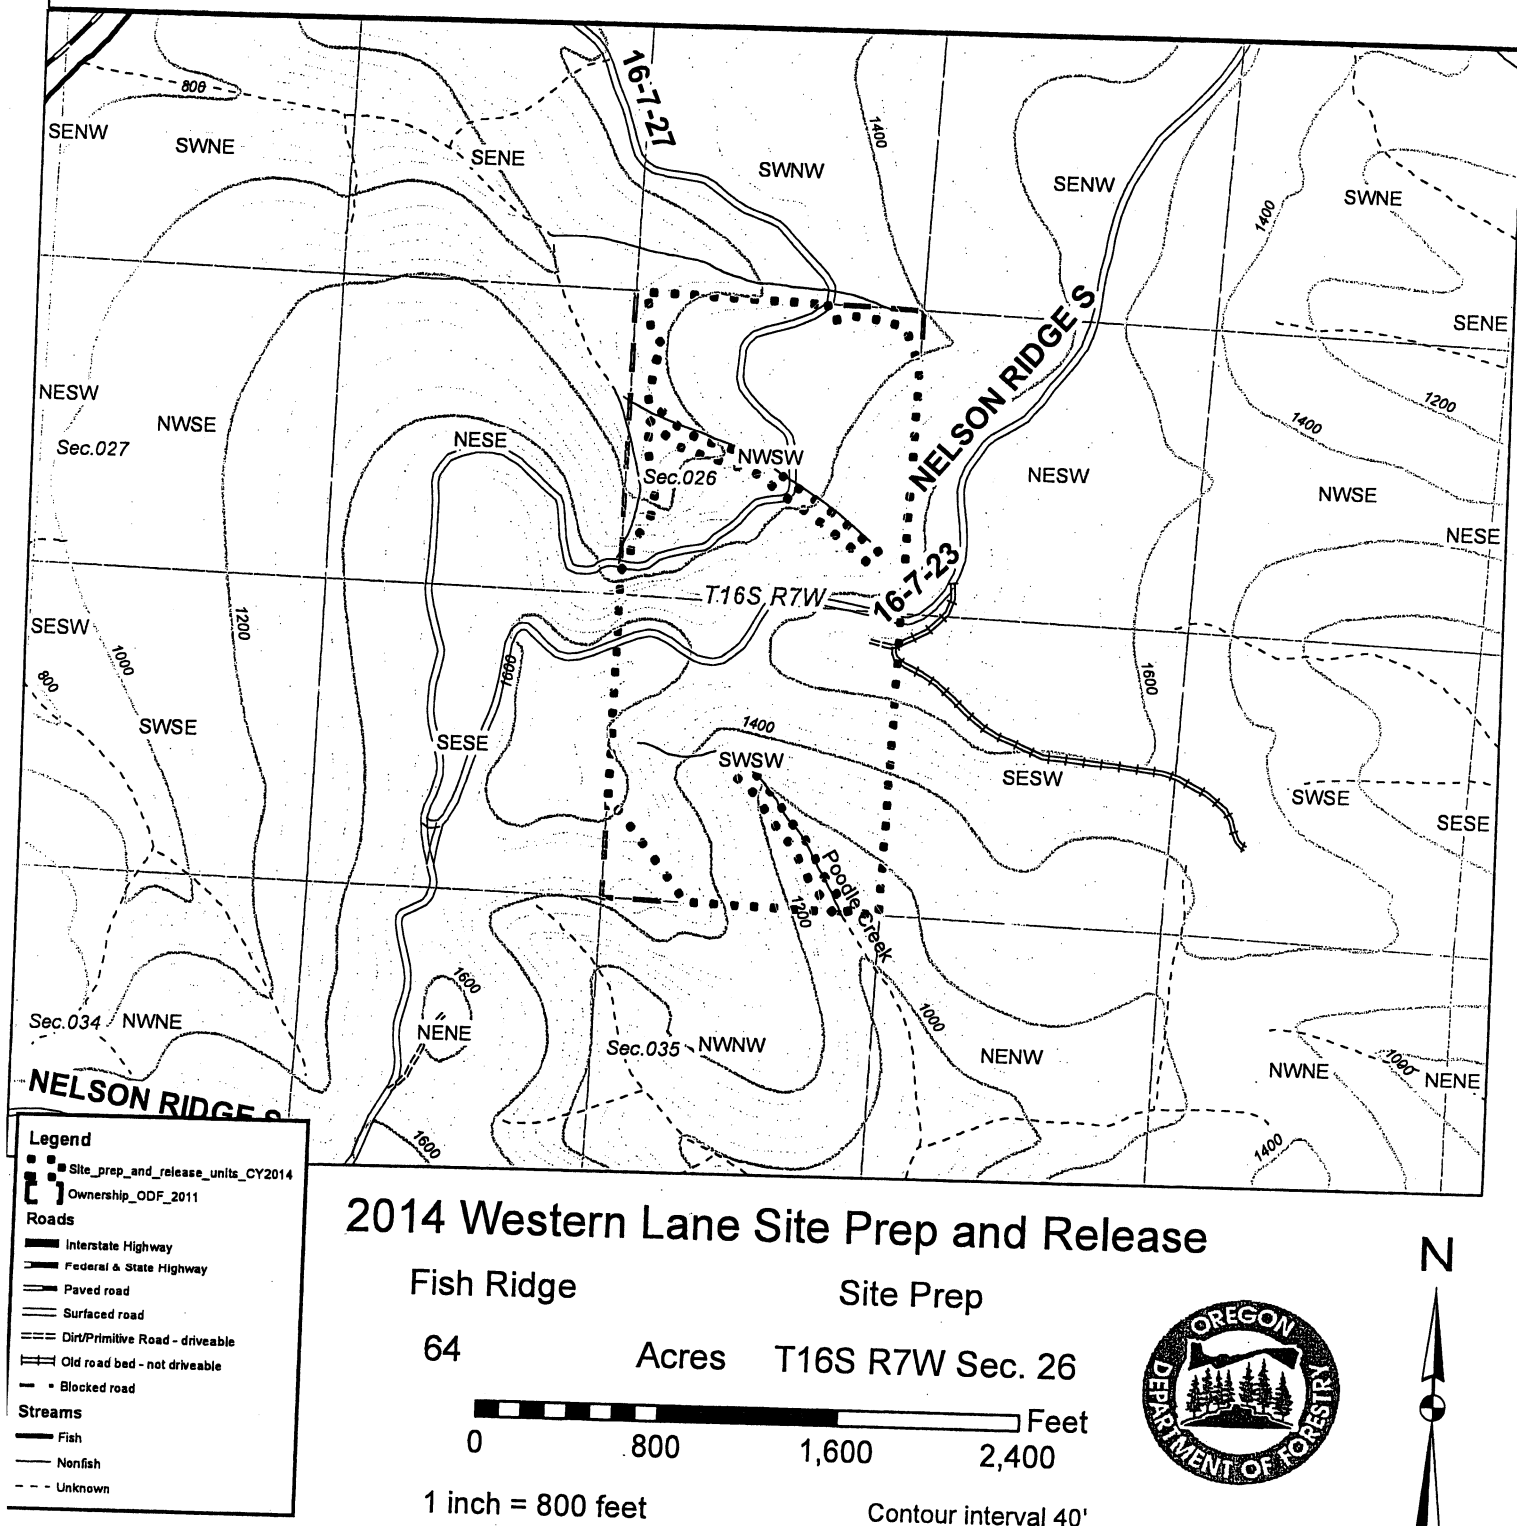 16-7-27
800
SENW
SWNE
SENE
SWNW
1400
SENW
1400
SWNE
SENE
NELSON RIDGE S
NESW
NWSE
Sec.027
NESE
NWSW
Sec.026
NESW
1400
1200
NWSE
NESE
16-7-23
T16S R7W
SESW
1000
1200
800
1600
1600
SWSE
SESE
1400
SWSW
SESW
SWSE
SESE
Poodle Creek
1200
1600
1000
Sec.034
NWNE
NENE
Sec.035
NWNW
NENW
NWNE
1000
NENE
NELSON RIDGE S
1600
1400
Legend
Site_prep_and_release_units_CY2014
Ownership_ODF_2011
Roads
Interstate Highway
Federal & State Highway
Paved road
Surfaced road
Dirt/Primitive Road - driveable
Old road bed - not driveable
Blocked road
Streams
Fish
Nonfish
Unknown
2014 Western Lane Site Prep and Release
Fish Ridge
Site Prep
64
Acres
T16S R7W Sec. 26
Feet
0
800
1,600
2,400
1 inch = 800 feet
Contour interval 40'
OREGON
DEPARTMENT OF FORESTRY
N